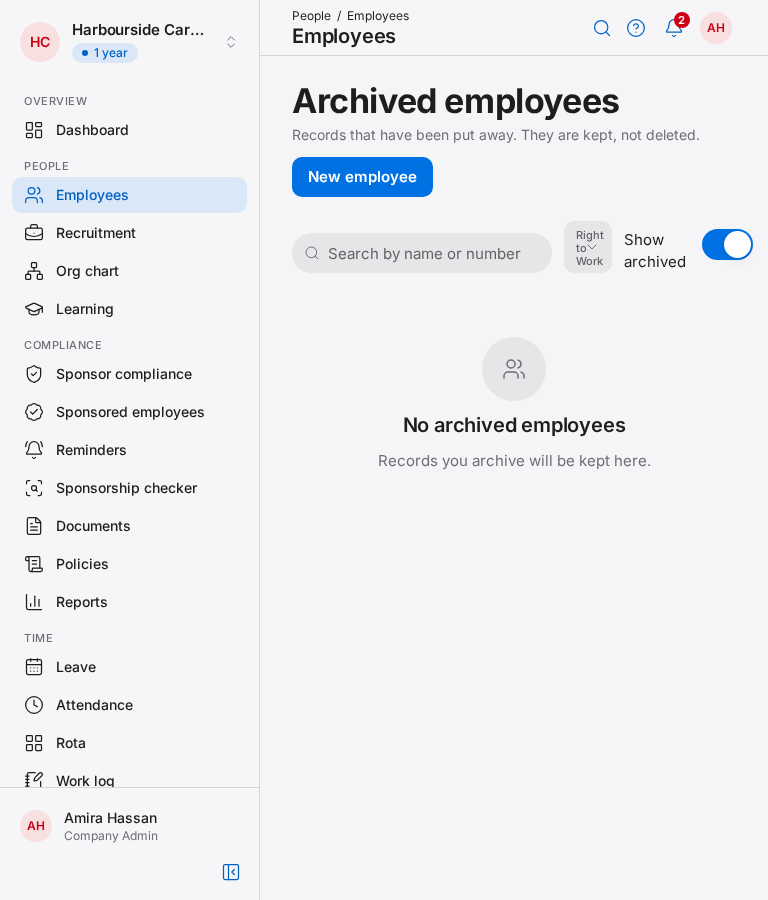 HC
Harbourside Car...
1 year
OVERVIEW
Dashboard
PEOPLE
Employees
Recruitment
Org chart
Learning
COMPLIANCE
Sponsor compliance
Sponsored employees
Reminders
Sponsorship checker
Documents
Policies
Reports
TIME
Leave
Attendance
Rota
Work log
AH
Amira Hassan
Company Admin
People / Employees
Employees
2
AH
Archived employees
Records that have been put away. They are kept, not deleted.
New employee
Search by name or number
Right
to
Work
Show
archived
No archived employees
Records you archive will be kept here.